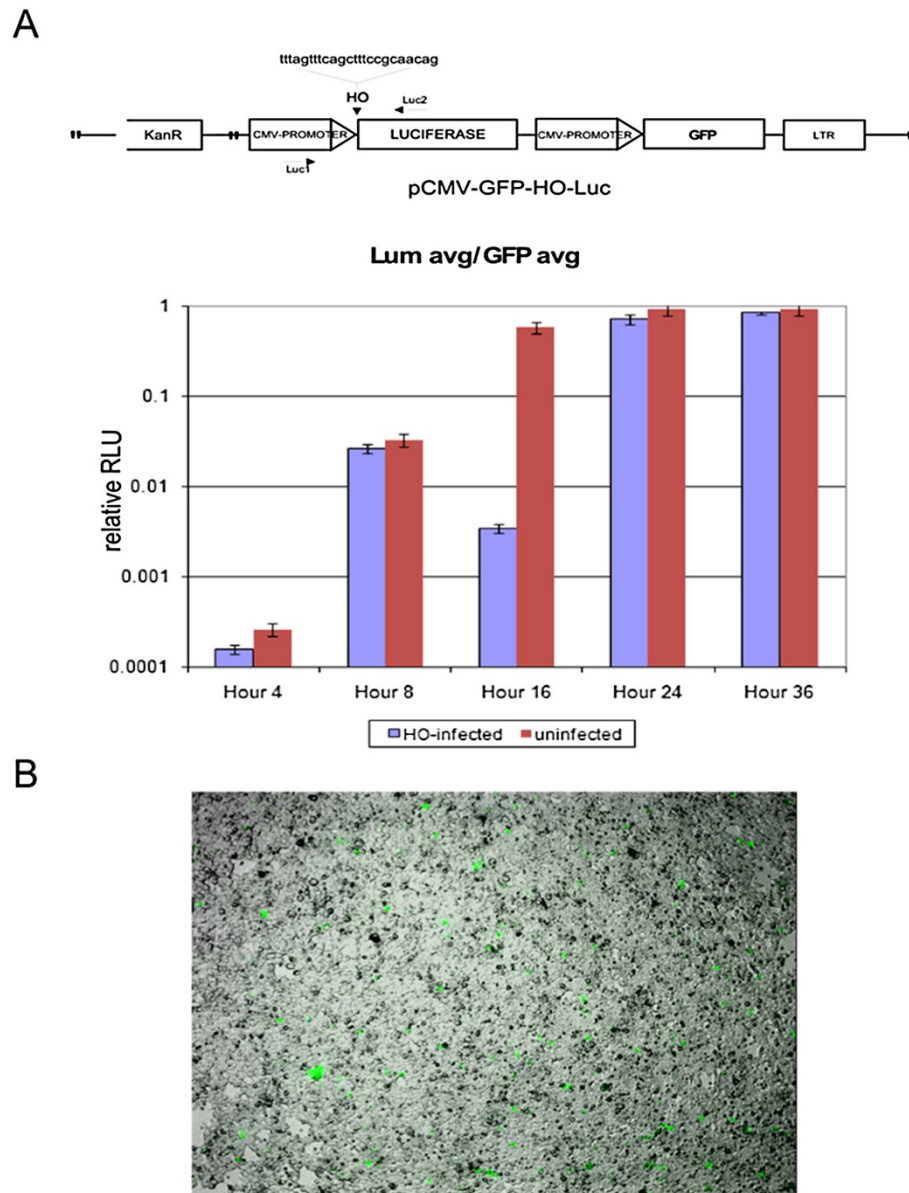 A
tttagtttcagctttccgcaacag
HO
Luc2
KanR
CMV-PROMOTER
LUCIFERASE
CMV-PROMOTER
GFP
LTR
Luc1
pCMV-GFP-HO-Luc
Lum avg/GFP avg
relative RLU
1
0.1
0.01
0.001
0.0001
Hour 4 Hour 8 Hour 16 Hour 24 Hour 36
HO-infected uninfected
B